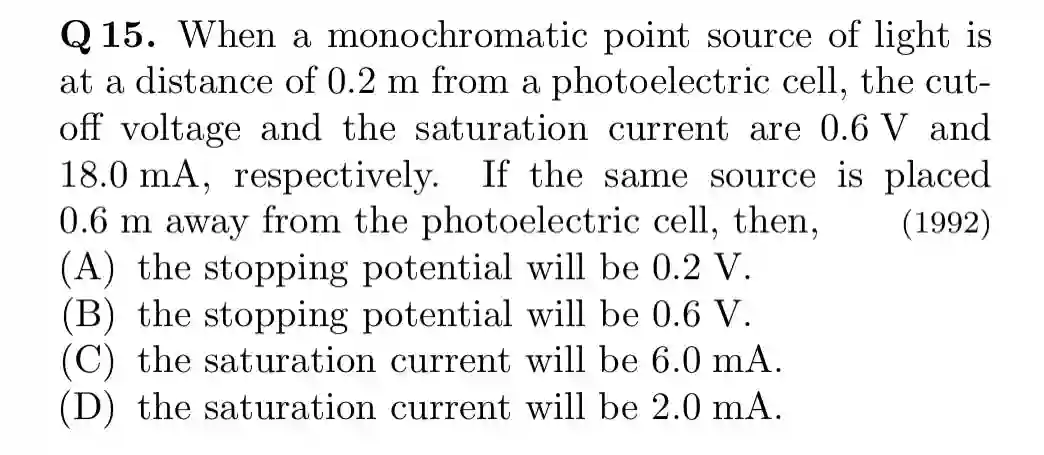 Q 15. When a monochromatic point source of light is
at a distance of 0.2 m from a photoelectric cell, the cut-
off voltage and the saturation current are 0.6 V and
18.0 mA, respectively. If the same source is placed
0.6 m away from the photoelectric cell, then, (1992)
(A) the stopping potential will be 0.2 V.
(B) the stopping potential will be 0.6 V.
(C) the saturation current will be 6.0 mA.
(D) the saturation current will be 2.0 mA.